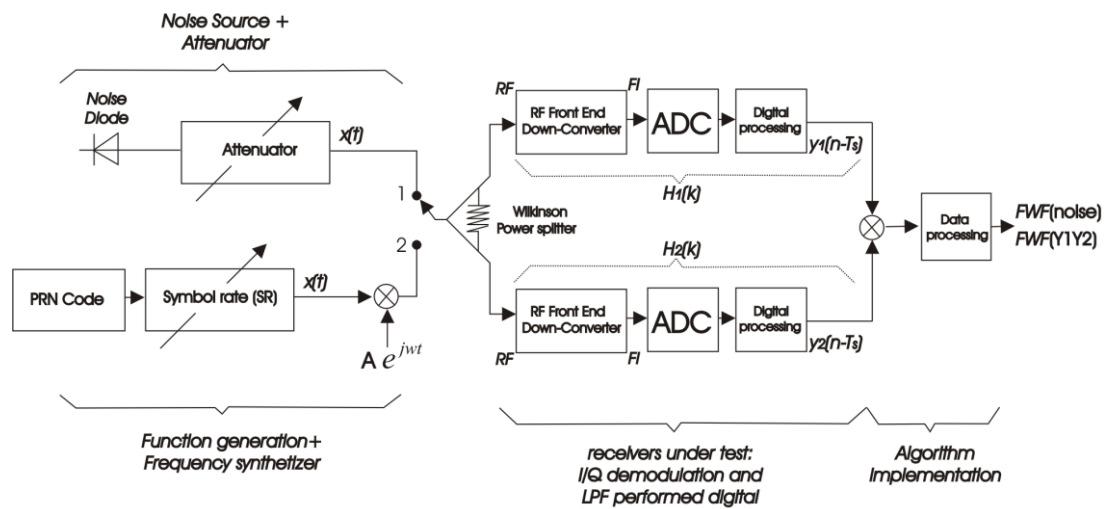 Noise Source +
Attenuator
Noise
Diode
Attenuator
x(t)
1
2
PRN Code
Symbol rate (SR)
x(t)
A e^{jwt}
Function generation+
Frequency synthetizer
Wilkinson
Power splitter
RF
RF Front End
Down-Converter
FI
ADC
Digital
processing
y1(n-Ts)
H1(k)
H2(k)
RF Front End
Down-Converter
RF
FI
ADC
Digital
processing
y2(n-Ts)
Data
processing
FWF(noise)
FWF(Y1Y2)
receivers under test:
I/Q demodulation and
LPF performed digital
Algorithm
Implementation